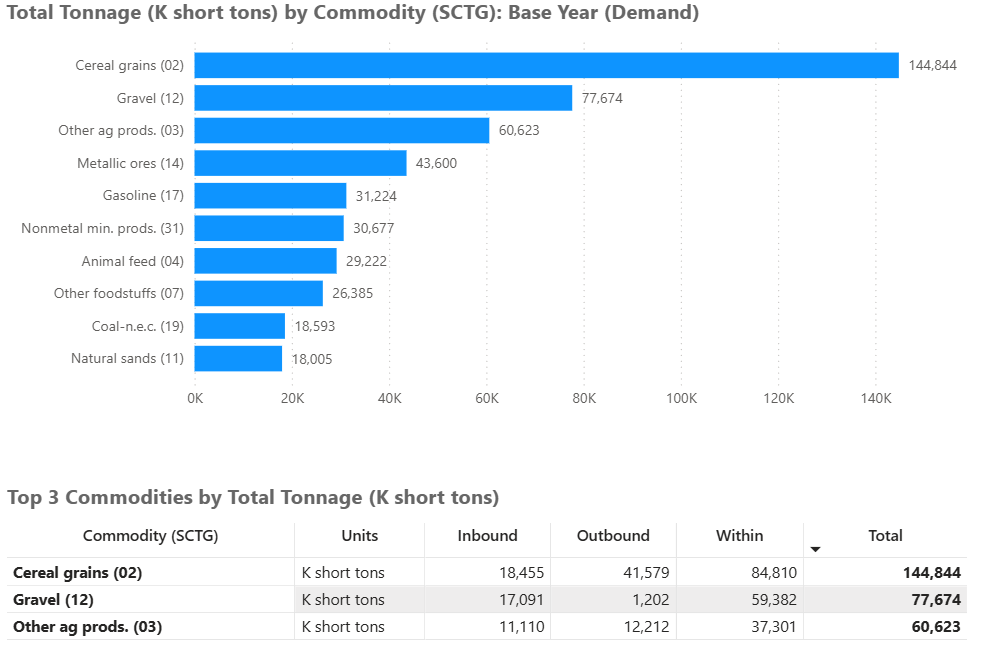 Total Tonnage (K short tons) by Commodity (SCTG): Base Year (Demand)
Cereal grains (02) 144,844
Gravel (12) 77,674
Other ag prods. (03) 60,623
Metallic ores (14) 43,600
Gasoline (17) 31,224
Nonmetal min. prods. (31) 30,677
Animal feed (04) 29,222
Other foodstuffs (07) 26,385
Coal-n.e.c. (19) 18,593
Natural sands (11) 18,005
0K 20K 40K 60K 80K 100K 120K 140K
Top 3 Commodities by Total Tonnage (K short tons)
Commodity (SCTG) Units Inbound Outbound Within Total
Cereal grains (02) K short tons 18,455 41,579 84,810 144,844
Gravel (12) K short tons 17,091 1,202 59,382 77,674
Other ag prods. (03) K short tons 11,110 12,212 37,301 60,623